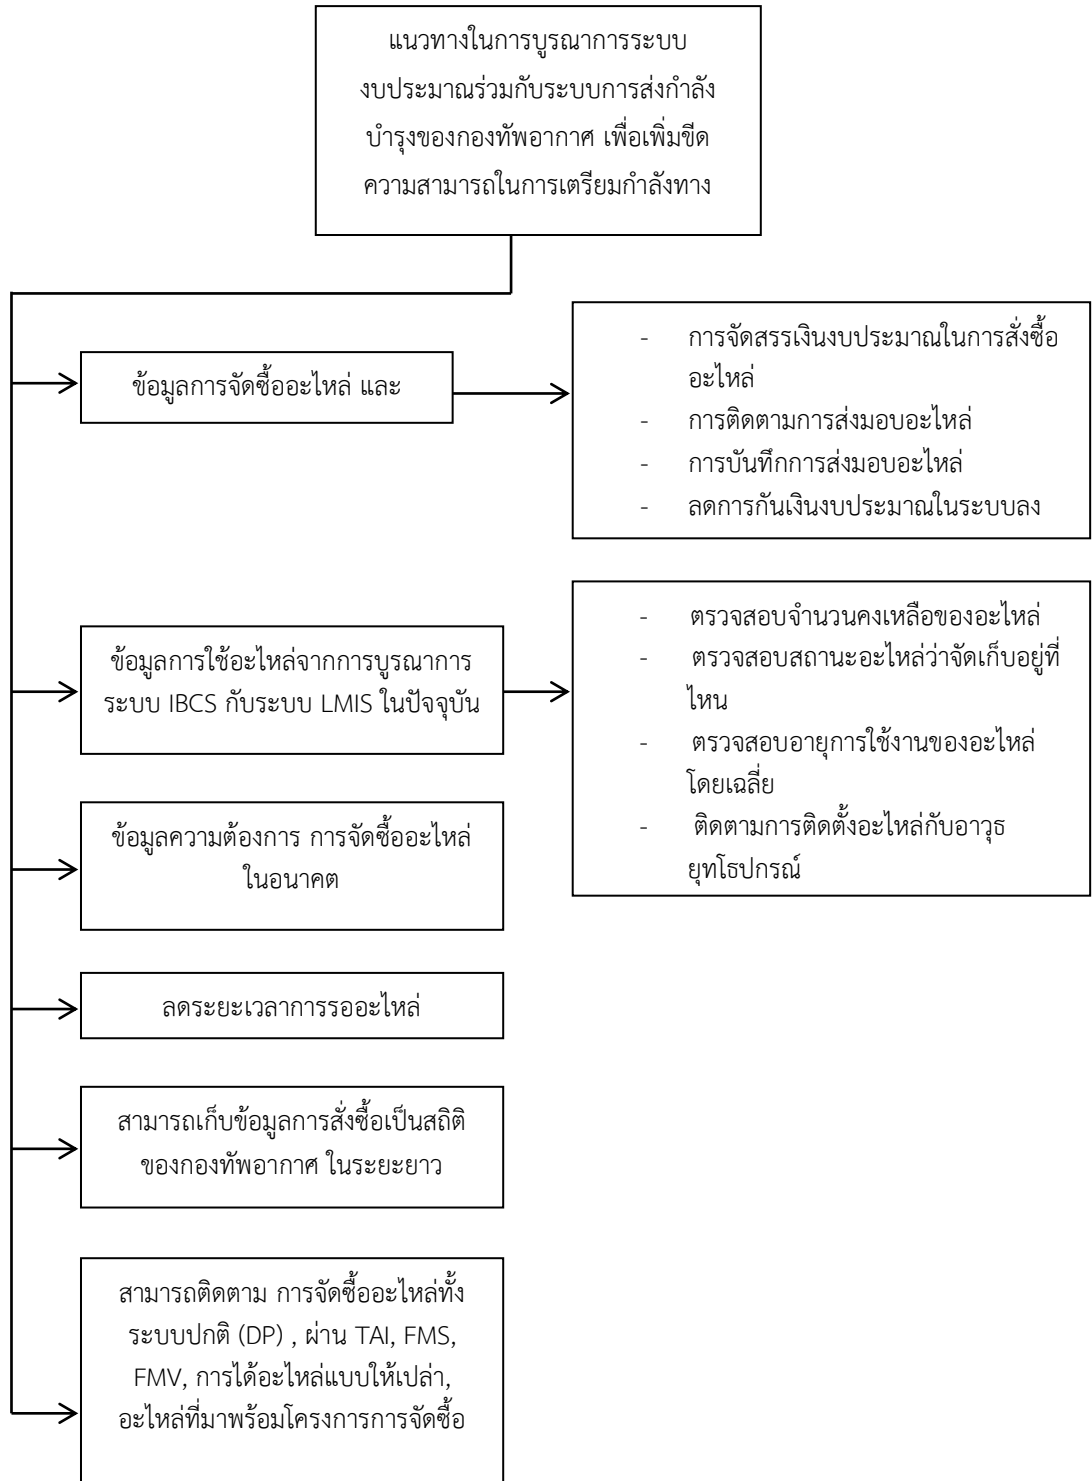 แนวทางในการบูรณาการระบบ
งบประมาณร่วมกับระบบการส่งกำลัง
บำรุงของกองทัพอากาศ เพื่อเพิ่มขีด
ความสามารถในการเตรียมกำลังทาง
ข้อมูลการจัดซื้ออะไหล่ และ
- การจัดสรรเงินงบประมาณในการสั่งซื้อ
อะไหล่
- การติดตามการส่งมอบอะไหล่
- การบันทึกการส่งมอบอะไหล่
- ลดการกันเงินงบประมาณในระบบลง
ข้อมูลการใช้อะไหล่จากการบูรณาการ
ระบบ IBCS กับระบบ LMIS ในปัจจุบัน
- ตรวจสอบจำนวนคงเหลือของอะไหล่
- ตรวจสอบสถานะอะไหล่ว่าจัดเก็บอยู่ที่
ไหน
- ตรวจสอบอายุการใช้งานของอะไหล่
โดยเฉลี่ย
- ติดตามการติดตั้งอะไหล่กับอาวุธ
ยุทโธปกรณ์
ข้อมูลความต้องการ การจัดซื้ออะไหล่
ในอนาคต
ลดระยะเวลาการรออะไหล่
สามารถเก็บข้อมูลการสั่งซื้อเป็นสถิติ
ของกองทัพอากาศ ในระยะยาว
สามารถติดตาม การจัดซื้ออะไหล่ทั้ง
ระบบปกติ (DP) , ผ่าน TAI, FMS,
FMV, การได้อะไหล่แบบให้เปล่า,
อะไหล่ที่มาพร้อมโครงการการจัดซื้อ